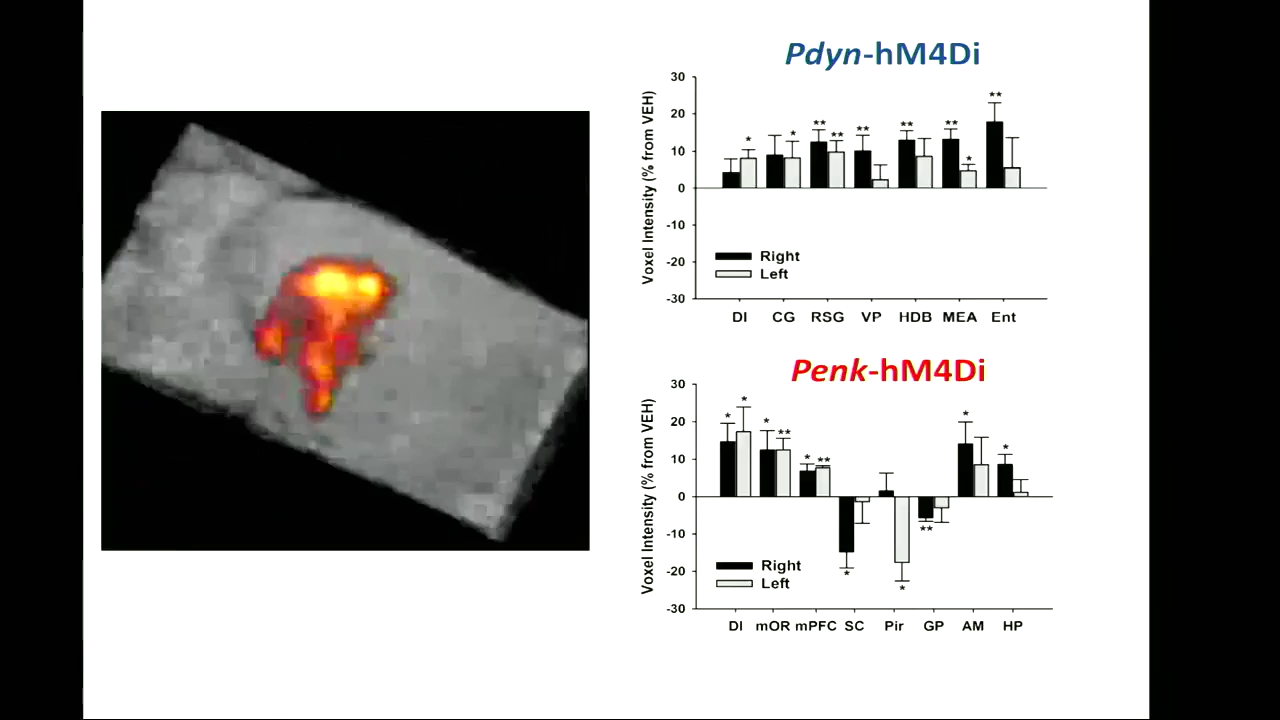 Pdyn-hM4Di
Voxel Intensity (% from VEH)
30
20
10
0
-10
-20
-30
* * ** ** ** ** ** * **
Right
Left
DI CG RSG VP HDB MEA Ent
Penk-hM4Di
Voxel Intensity (% from VEH)
30
20
10
0
-10
-20
-30
* * * ** * ** * * ** * *
Right
Left
DI mOR mPFC SC Pir GP AM HP